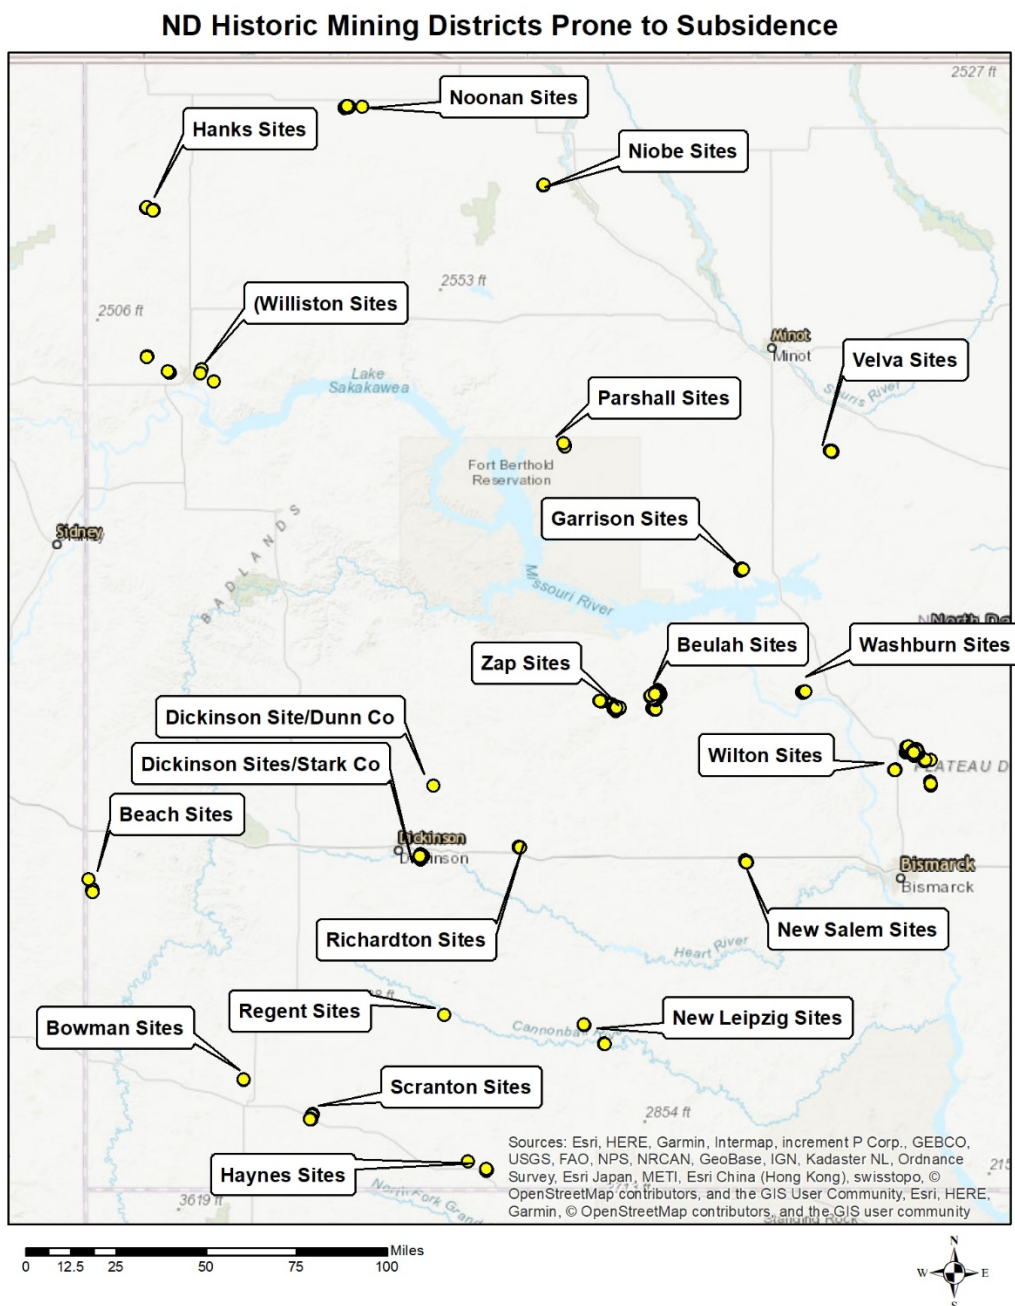 ND Historic Mining Districts Prone to Subsidence
2527 ft
Noonan Sites
Hanks Sites
Niobe Sites
2553 ft
(Williston Sites
2506 ft
Minot
Minot
Velva Sites
Lake
Sakakawea
Souris River
Parshall Sites
Fort Berthold
Reservation
Garrison Sites
Sidney
BADLANDS
Missouri River
Beulah Sites
Washburn Sites
Zap Sites
Dickinson Site/Dunn Co
Wilton Sites
PLATEAU D
Dickinson Sites/Stark Co
Beach Sites
Dickinson
Bismarck
Bismarck
New Salem Sites
Richardton Sites
Heart River
Regent Sites
New Leipzig Sites
Bowman Sites
Scranton Sites
2854 ft
Haynes Sites
3619 ft
North Fork Grand
Sources: Esri, HERE, Garmin, Intermap, increment P Corp., GEBCO,
USGS, FAO, NPS, NRCAN, GeoBase, IGN, Kadaster NL, Ordnance
Survey, Esri Japan, METI, Esri China (Hong Kong), swisstopo, ©
OpenStreetMap contributors, and the GIS User Community, Esri, HERE,
Garmin, © OpenStreetMap contributors, and the GIS user community
Standing Rock
Miles
0 12.5 25 50 75 100
N
W E
S